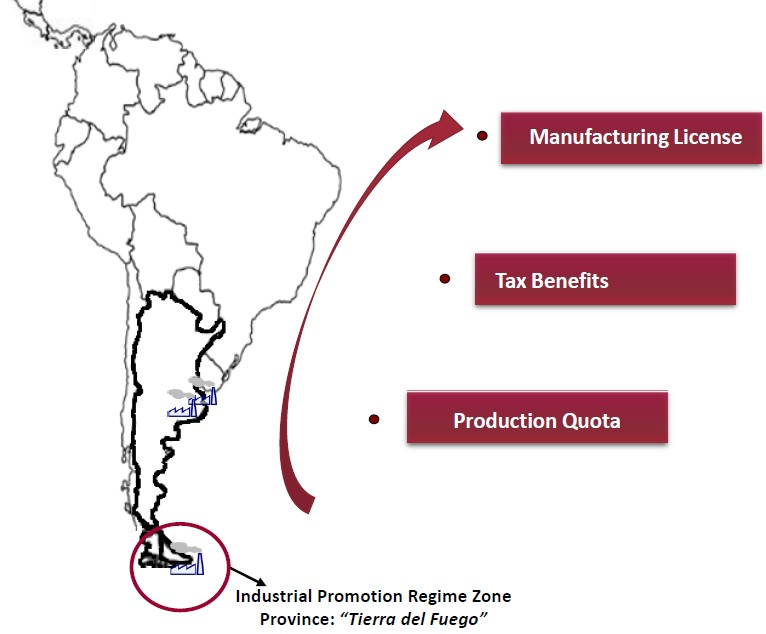 Manufacturing License
Tax Benefits
Production Quota
Industrial Promotion Regime Zone
Province: “Tierra del Fuego”